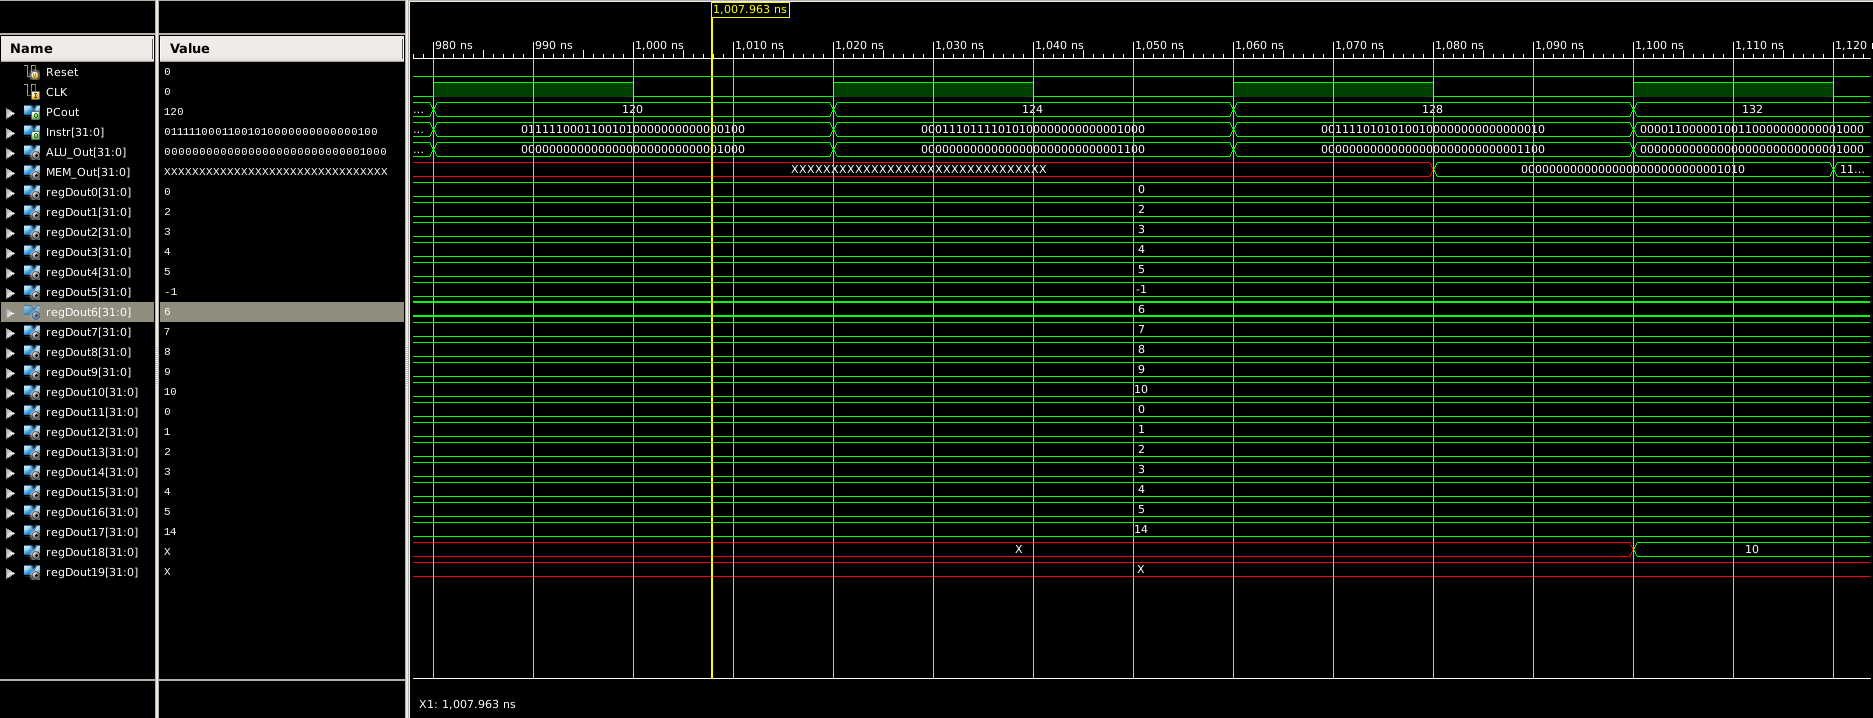 1,007.963 ns
Name Value
980 ns 990 ns 1,000 ns 1,010 ns 1,020 ns 1,030 ns 1,040 ns 1,050 ns 1,060 ns 1,070 ns 1,080 ns 1,090 ns 1,100 ns 1,110 ns 1,120
Reset 0
CLK 0
PCout 120 ... 120 124 128 132
Instr[31:0] 01111100011001010000000000000100 ... 01111100011001010000000000000100 00011101111010100000000000001000 00111101010100100000000000000010 00001100000100110000000000001000
ALU_Out[31:0] 00000000000000000000000000001000 ... 00000000000000000000000000001000 00000000000000000000000000001100 00000000000000000000000000001100 00000000000000000000000000001000
MEM_Out[31:0] XXXXXXXXXXXXXXXXXXXXXXXXXXXXXXXX XXXXXXXXXXXXXXXXXXXXXXXXXXXXXXXX 00000000000000000000000000001010 11...
regDout0[31:0] 0 0
regDout1[31:0] 2 2
regDout2[31:0] 3 3
regDout3[31:0] 4 4
regDout4[31:0] 5 5
regDout5[31:0] -1 -1
regDout6[31:0] 6 6
regDout7[31:0] 7 7
regDout8[31:0] 8 8
regDout9[31:0] 9 9
regDout10[31:0] 10 10
regDout11[31:0] 0 0
regDout12[31:0] 1 1
regDout13[31:0] 2 2
regDout14[31:0] 3 3
regDout15[31:0] 4 4
regDout16[31:0] 5 5
regDout17[31:0] 14 14
regDout18[31:0] X X 10
regDout19[31:0] X X
X1: 1,007.963 ns